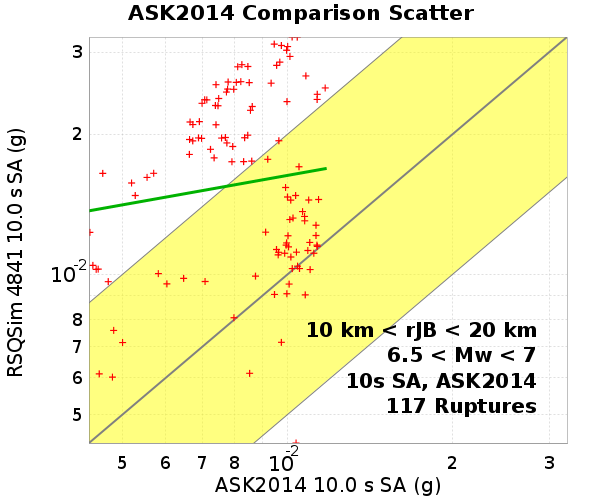 ASK2014 Comparison Scatter
RSQSim 4841 10.0 s SA (g)
3
2
10-2
8
7
6
5
10 km < rJB < 20 km
6.5 < Mw < 7
10s SA, ASK2014
117 Ruptures
5 6 7 8 10-2 2 3
ASK2014 10.0 s SA (g)